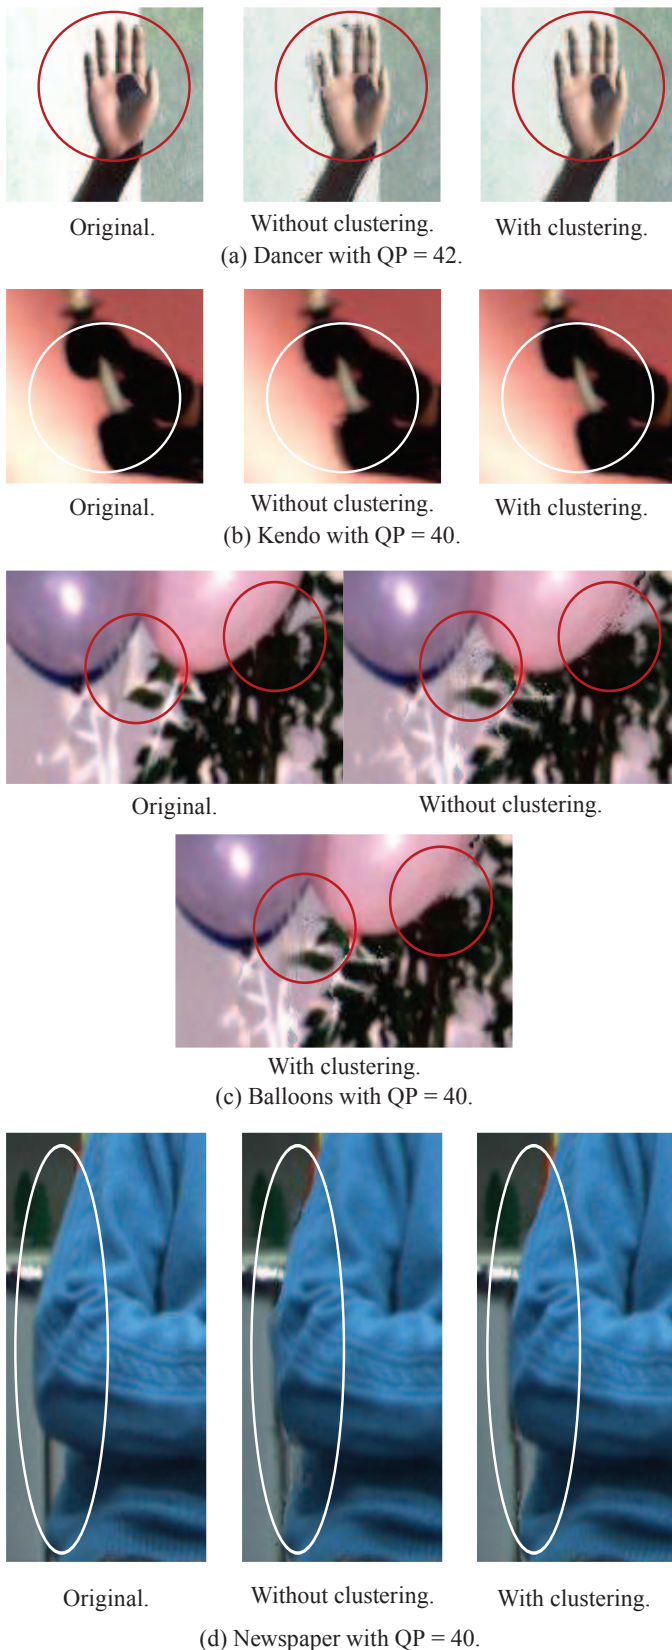 Original.
Without clustering.
With clustering.
(a) Dancer with QP = 42.
Original.
Without clustering.
With clustering.
(b) Kendo with QP = 40.
Original.
Without clustering.
With clustering.
(c) Balloons with QP = 40.
Original.
Without clustering.
With clustering.
(d) Newspaper with QP = 40.